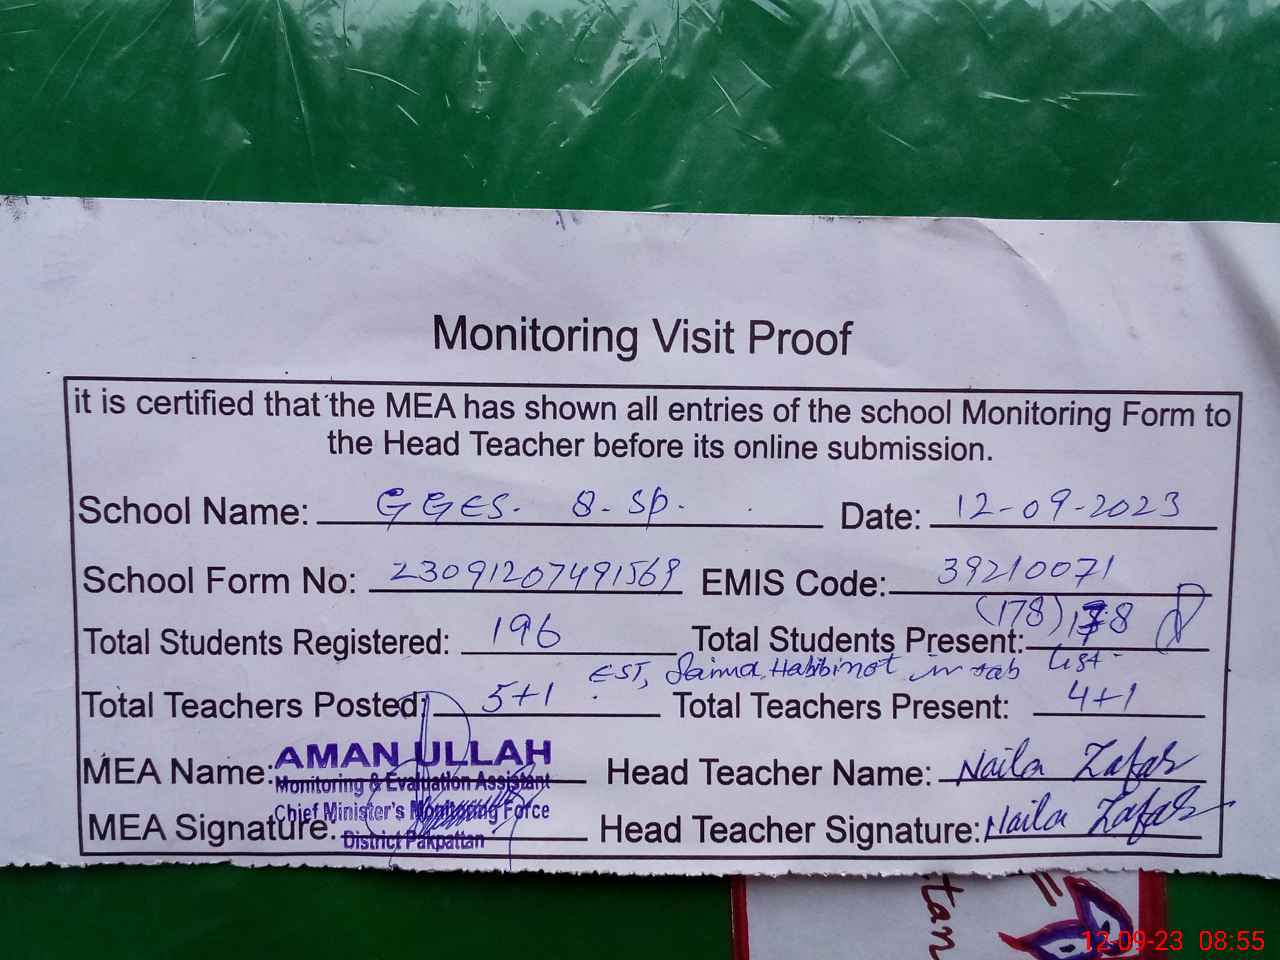 Monitoring Visit Proof
it is certified that the MEA has shown all entries of the school Monitoring Form to
the Head Teacher before its online submission.
School Name: GGES. 8-SP. Date: 12-09-2023
School Form No: 23091207491569 EMIS Code: 39210071
Total Students Registered: 196 Total Students Present: (178) 178
EST, Saima Habib not in tab list-
Total Teachers Posted: 5+1 Total Teachers Present: 4+1
MEA Name: AMAN ULLAH Head Teacher Name: Naila Zafar
Monitoring & Evaluation Assistant
Chief Minister's Monitoring Force
MEA Signature: Head Teacher Signature: Naila Zafar
District Pakpattan
tan
12-09-23 08:55